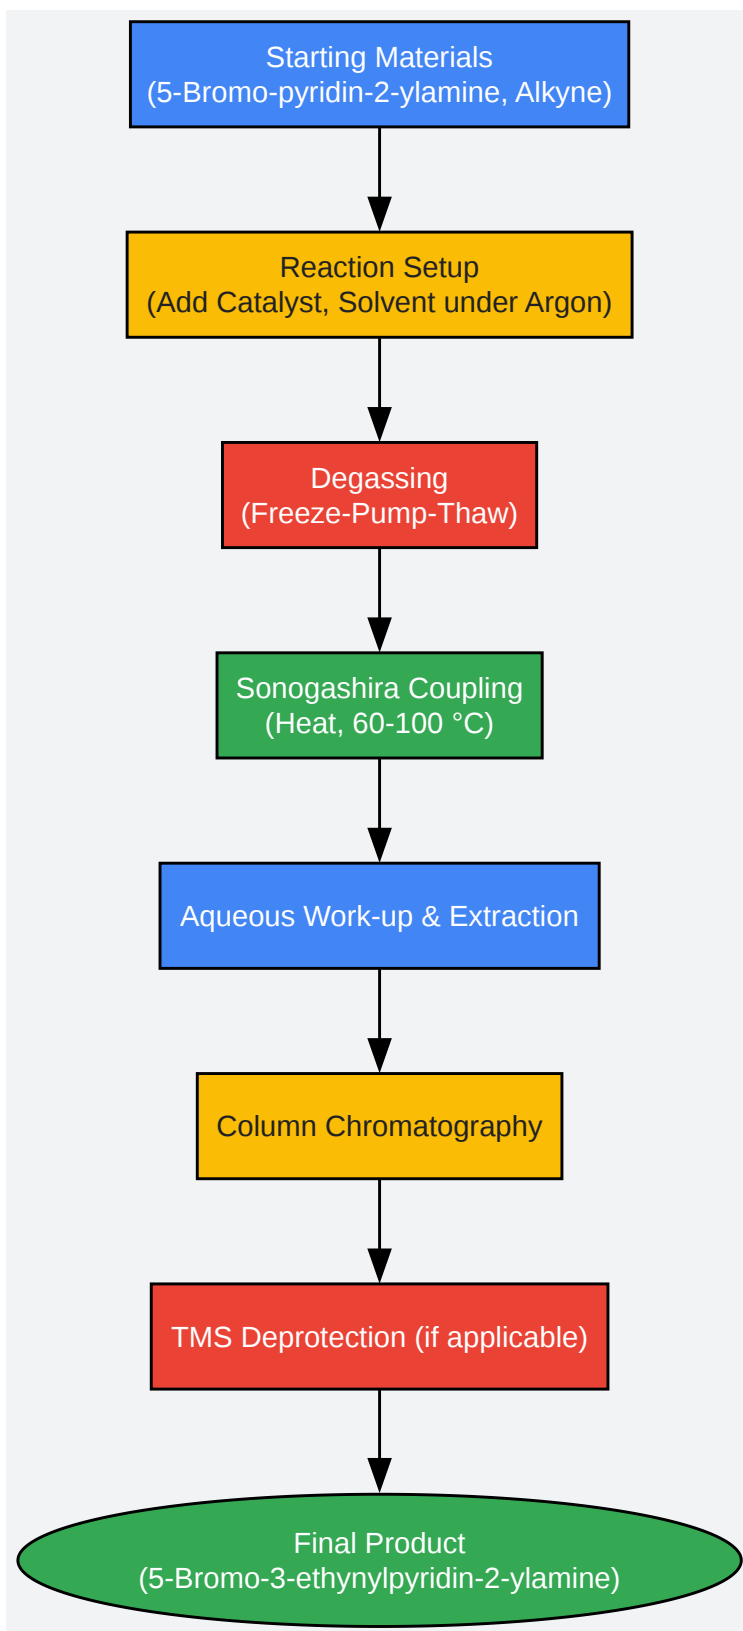 Starting Materials
(5-Bromo-pyridin-2-ylamine, Alkyne)
Reaction Setup
(Add Catalyst, Solvent under Argon)
Degassing
(Freeze-Pump-Thaw)
Sonogashira Coupling
(Heat, 60-100 °C)
Aqueous Work-up & Extraction
Column Chromatography
TMS Deprotection (if applicable)
Final Product
(5-Bromo-3-ethynylpyridin-2-ylamine)